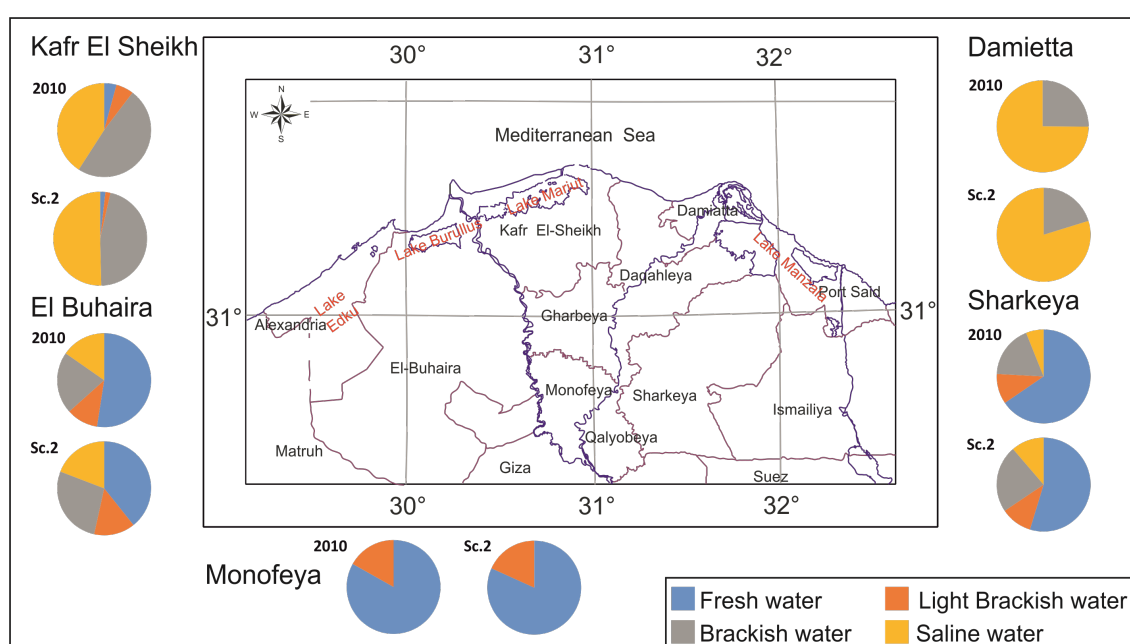 Kafr El Sheikh
2010
Sc.2
El Buhaira
2010
Sc.2
Monofeya
2010
Sc.2
Damietta
2010
Sc.2
Sharkeya
2010
Sc.2
30° 31° 32°
N
W E
S
Mediterranean Sea
Lake Mariut
Lake Burullus
Kafr El-Sheikh
Damiatta
Lake Manzala
Daqahleya
Port Said
31° 31°
Lake
Edku
Alexandria
Gharbeya
El-Buhaira
Monofeya
Sharkeya
Ismailiya
Qalyobeya
Matruh
Giza
Suez
30° 31° 32°
Fresh water
Light Brackish water
Brackish water
Saline water